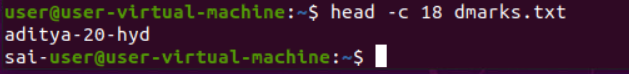 user@user-virtual-machine:~$ head -c 18 dmarks.txt
aditya-20-hyd
sai-user@user-virtual-machine:~$